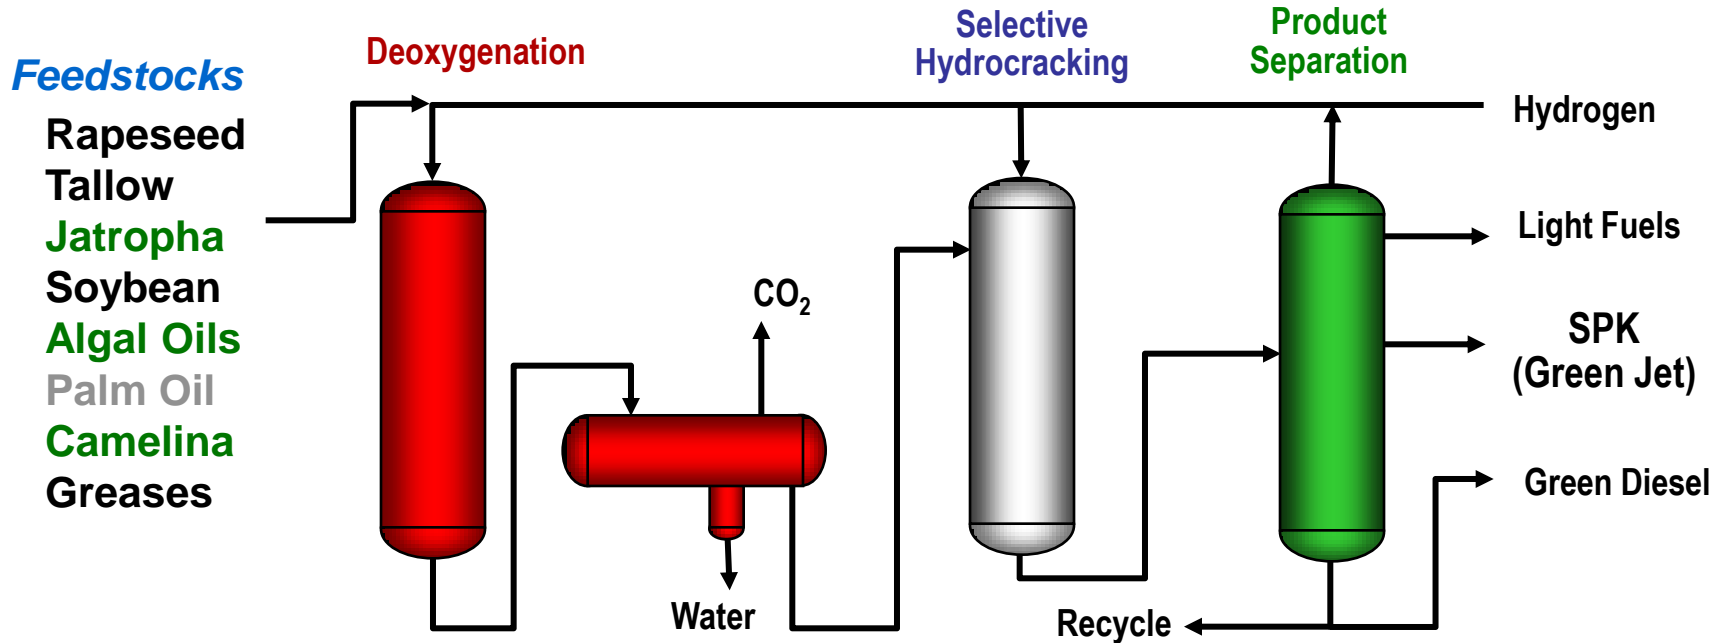 Feedstocks
Rapeseed
Tallow
Jatropha
Soybean
Algal Oils
Palm Oil
Camelina
Greases
Deoxygenation
CO₂
Water
Selective
Hydrocracking
Product
Separation
Recycle
Hydrogen
Light Fuels
SPK
(Green Jet)
Green Diesel